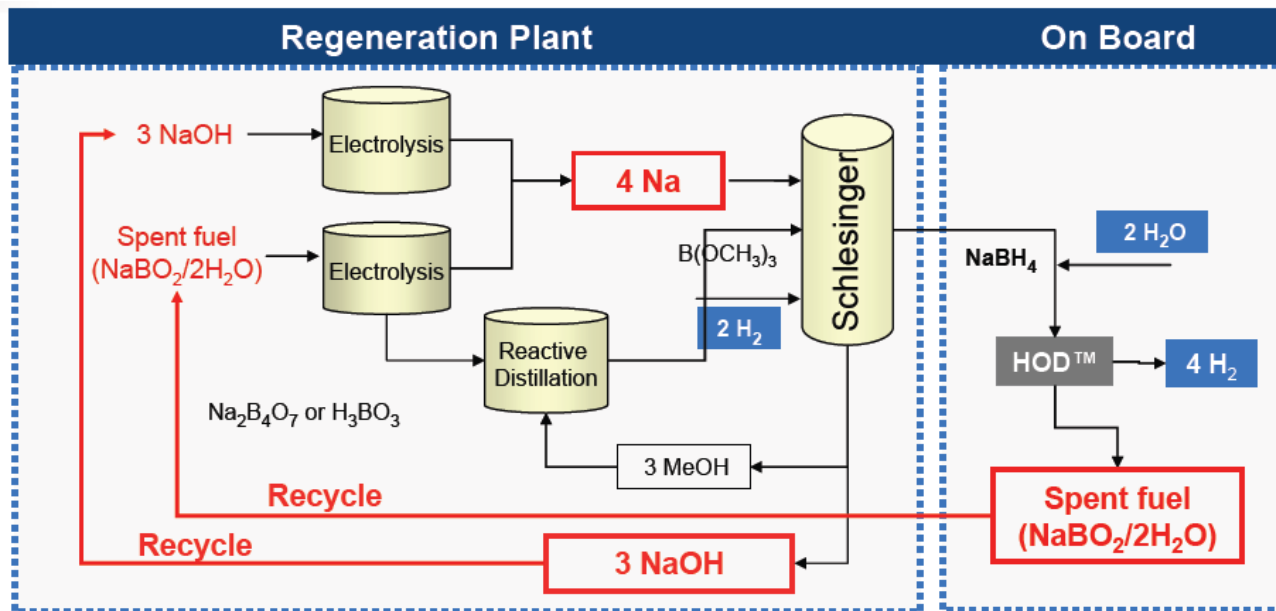 Regeneration Plant
On Board
3 NaOH
Electrolysis
4 Na
Schlesinger
Spent fuel
(NaBO₂/2H₂O)
Electrolysis
B(OCH₃)₃
2 H₂
NaBH₄
2 H₂O
Reactive
Distillation
HOD™
4 H₂
Na₂B₄O₇ or H₃BO₃
3 MeOH
Recycle
Spent fuel
(NaBO₂/2H₂O)
Recycle
3 NaOH